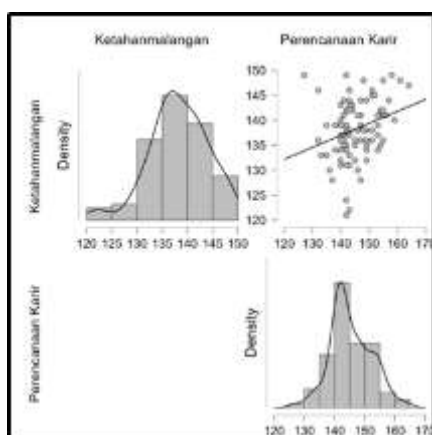 Ketahanmalangan Perencanaan Karir
Ketahanmalangan
Density
150
145
140
135
130
125
120
120 125 130 135 140 145 150
120 130 140 150 160 170
Perencanaan Karir
Density
120 130 140 150 160 170